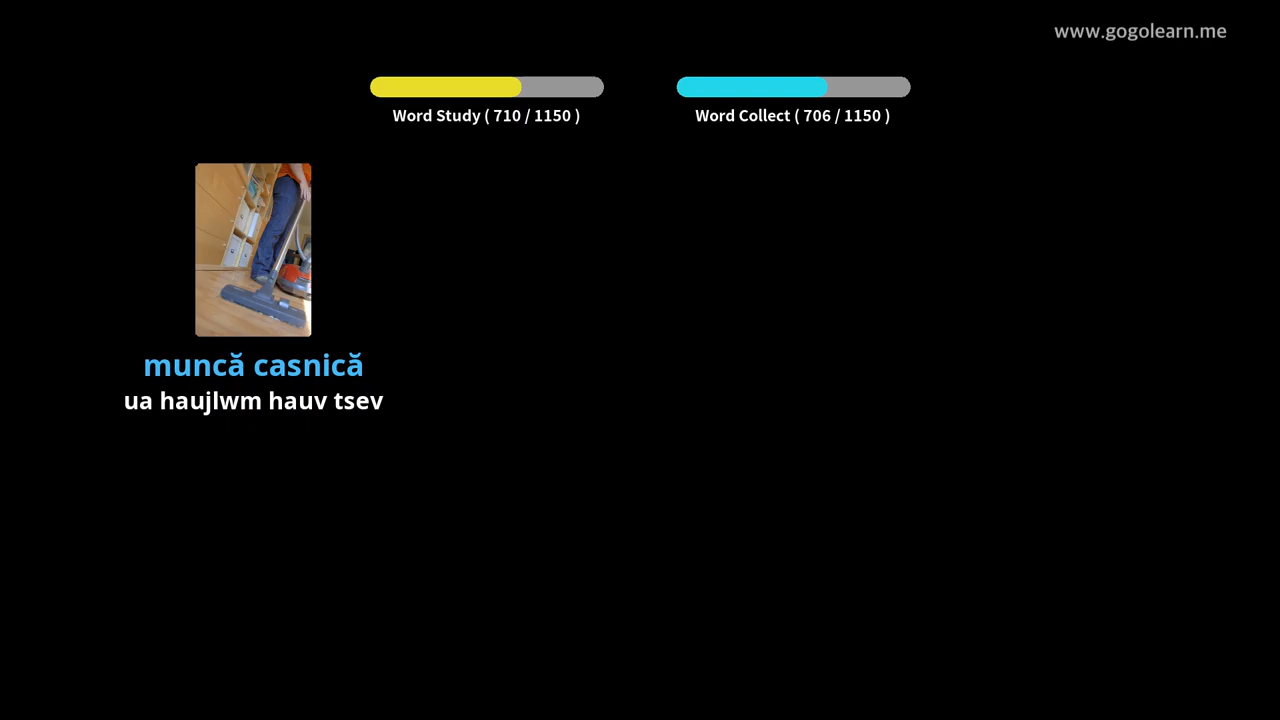 www.gogolearn.me
Word Study ( 710 / 1150 )
Word Collect ( 706 / 1150 )
muncă casnică
ua haujlwm hauv tsev